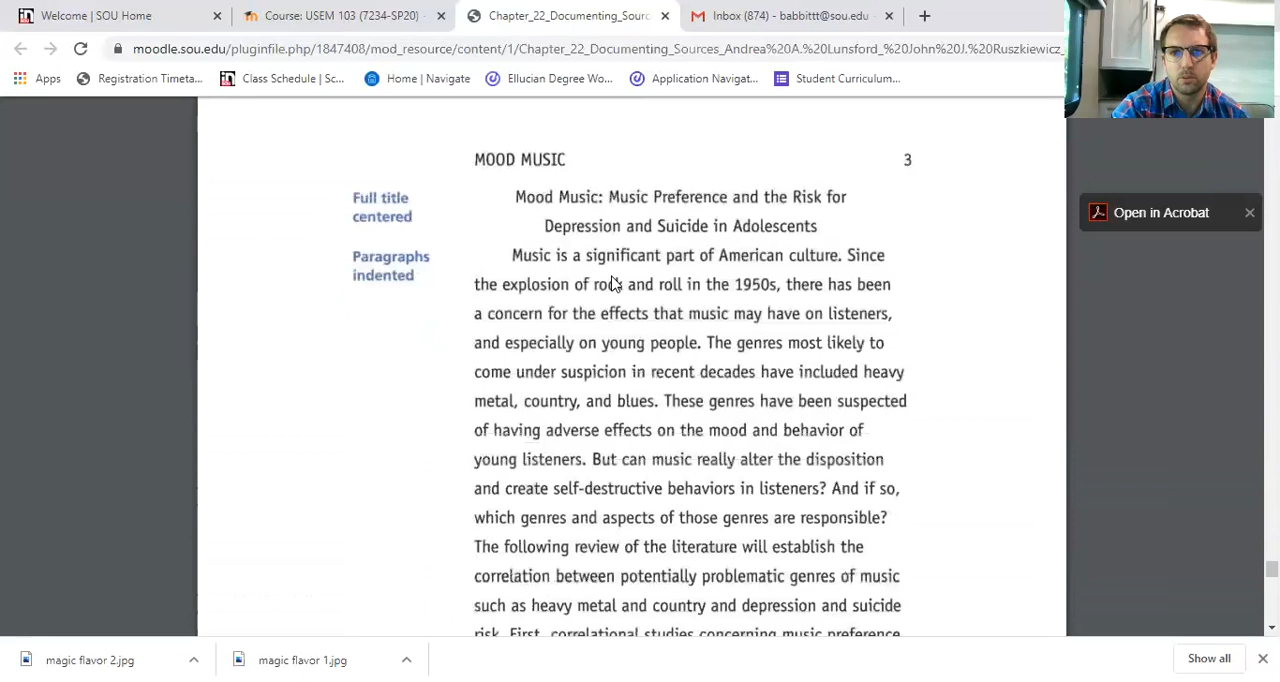 Welcome | SOU Home
Course: USEM 103 (7234-SP20)
Chapter_22_Documenting_Sourc
Inbox (874) - babbittt@sou.edu
moodle.sou.edu/pluginfile.php/1847408/mod_resource/content/1/Chapter_22_Documenting_Sources_Andrea%20A.%20Lunsford_%20John%20J.%20Ruszkiewicz_
Apps
Registration Timeta...
Class Schedule | Sc...
Home | Navigate
Ellucian Degree Wo...
Application Navigat...
Student Curriculum...
Open in Acrobat
MOOD MUSIC 3
Full title
centered
Mood Music: Music Preference and the Risk for
Depression and Suicide in Adolescents
Paragraphs
indented
Music is a significant part of American culture. Since
the explosion of rock and roll in the 1950s, there has been
a concern for the effects that music may have on listeners,
and especially on young people. The genres most likely to
come under suspicion in recent decades have included heavy
metal, country, and blues. These genres have been suspected
of having adverse effects on the mood and behavior of
young listeners. But can music really alter the disposition
and create self-destructive behaviors in listeners? And if so,
which genres and aspects of those genres are responsible?
The following review of the literature will establish the
correlation between potentially problematic genres of music
such as heavy metal and country and depression and suicide
risk. First, correlational studies concerning music preference
magic flavor 2.jpg
magic flavor 1.jpg
Show all